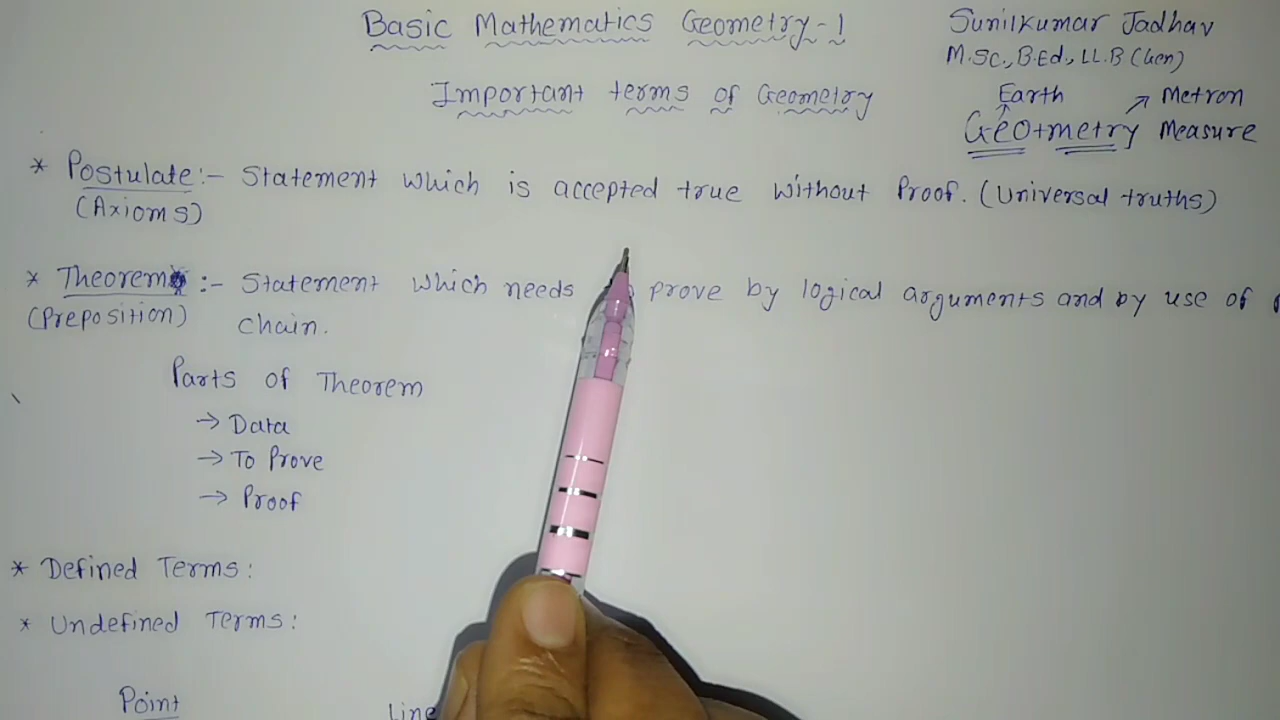 Basic Mathematics Geometry-1
Sunilkumar Jadhav
M.Sc., B.Ed., LL.B (Gen)
Important terms of Geometry
Earth Metron
Geo+metry Measure
* Postulate :- Statement which is accepted true without Proof. (Universal truths)
(Axioms)
* Theorem :- Statement which needs prove by logical arguments and by use of
(Preposition) chain.
Parts of Theorem
→ Data
→ To Prove
→ Proof
* Defined Terms:
* Undefined Terms:
Point Line